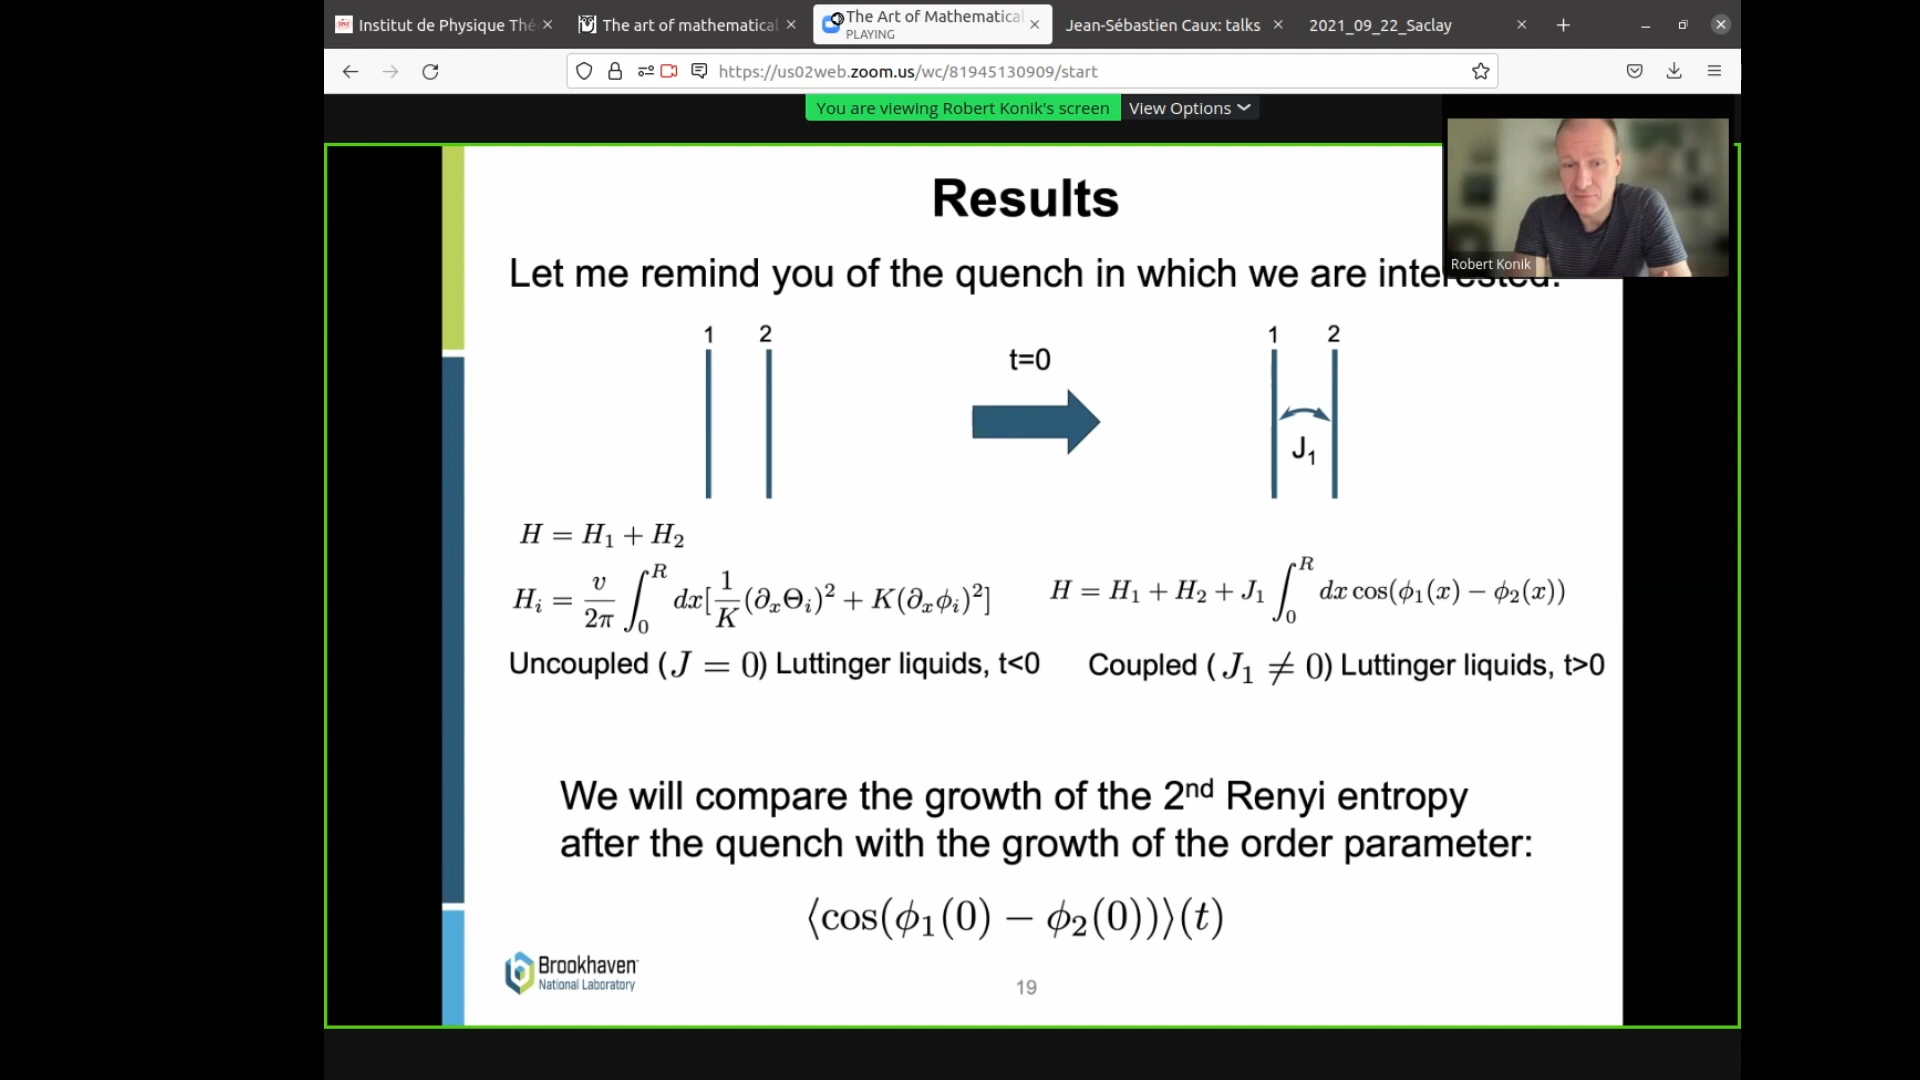 Institut de Physique Thé
The art of mathematical
The Art of Mathematica
PLAYING
Jean-Sébastien Caux: talks
2021_09_22_Saclay
https://us02web.zoom.us/wc/81945130909/start
You are viewing Robert Konik's screen
View Options
Robert Konik
Results
Let me remind you of the quench in which we are interested:
1 2
t=0
1 2
J₁
H = H₁ + H₂
Hᵢ = v/2π ∫₀ᴿ dx[1/K (∂ₓΘᵢ)² + K(∂ₓϕᵢ)²]
H = H₁ + H₂ + J₁ ∫₀ᴿ dx cos(ϕ₁(x) − ϕ₂(x))
Uncoupled (J = 0) Luttinger liquids, t<0
Coupled (J₁ ≠ 0) Luttinger liquids, t>0
We will compare the growth of the 2nd Renyi entropy
after the quench with the growth of the order parameter:
⟨cos(ϕ₁(0) − ϕ₂(0))⟩(t)
Brookhaven
National Laboratory
19